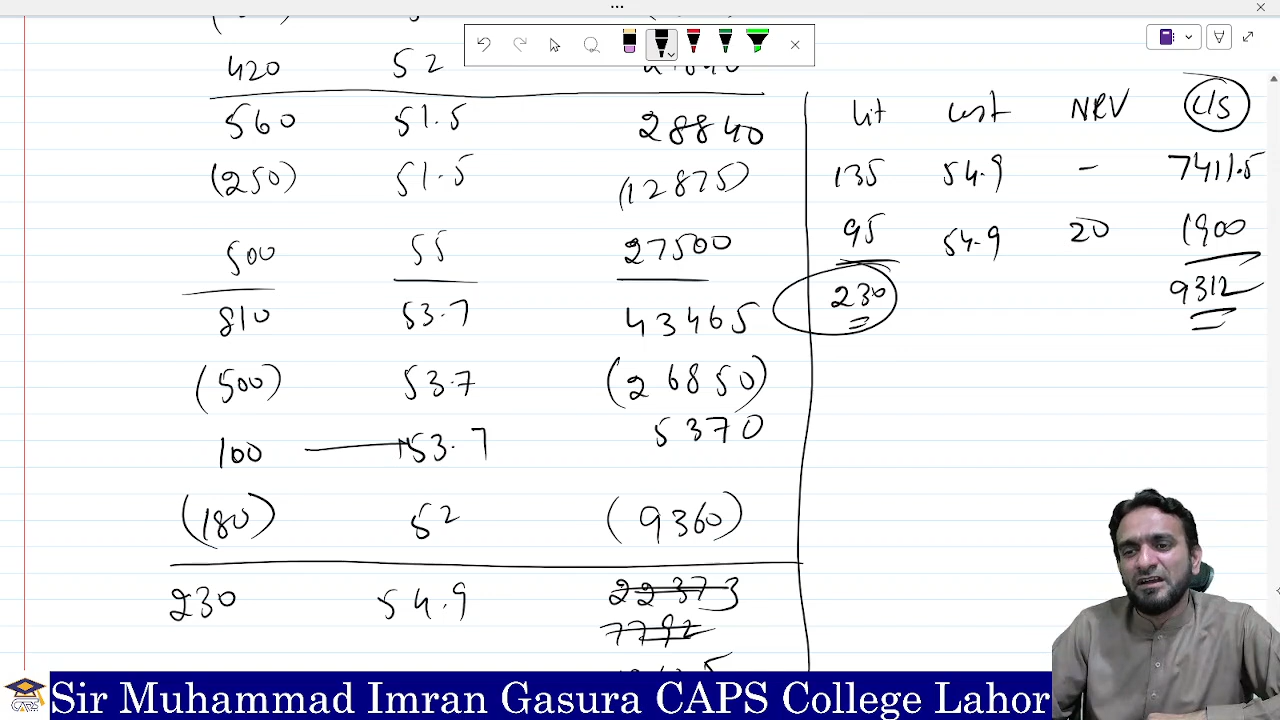 420 52
560 51.5 28840
(250) 51.5 (12875)
500 55 27500
810 53.7 43465
(500) 53.7 (26850)
100 53.7 5370
(180) 52 (9360)
230 54.9 22373
7792
Lit Cost NRV C/S
135 54.9 - 7411.5
95 54.9 20 1900
230 9312
Sir Muhammad Imran Gasura CAPS College Lahor
CAPS